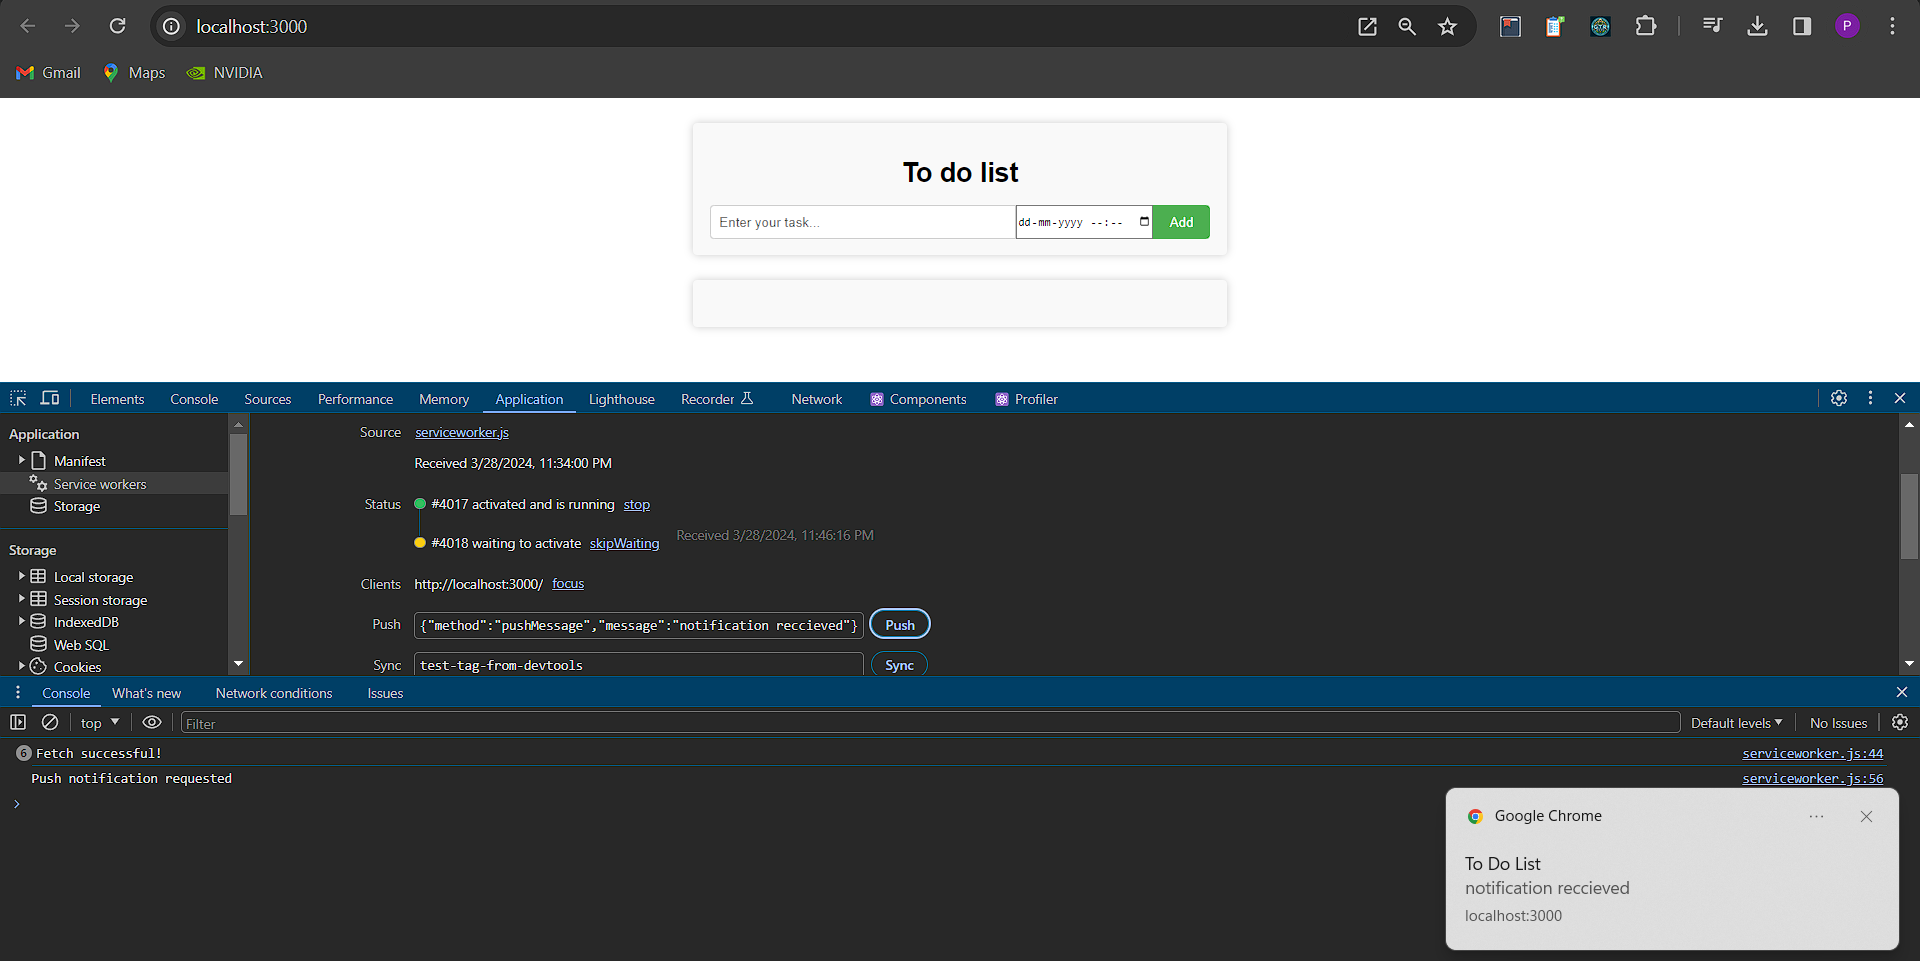 localhost:3000
P
Gmail Maps NVIDIA
To do list
Enter your task... dd-mm-yyyy --:-- Add
Elements Console Sources Performance Memory Application Lighthouse Recorder Network Components Profiler
Application
Manifest
Service workers
Storage
Storage
Local storage
Session storage
IndexedDB
Web SQL
Cookies
Source serviceworker.js
Received 3/28/2024, 11:34:00 PM
Status #4017 activated and is running stop
#4018 waiting to activate skipWaiting Received 3/28/2024, 11:46:16 PM
Clients http://localhost:3000/ focus
Push {"method":"pushMessage","message":"notification reccieved"} Push
Sync test-tag-from-devtools Sync
Console What's new Network conditions Issues
top Filter Default levels No Issues
6 Fetch successful! serviceworker.js:44
Push notification requested serviceworker.js:56
Google Chrome
To Do List
notification reccieved
localhost:3000